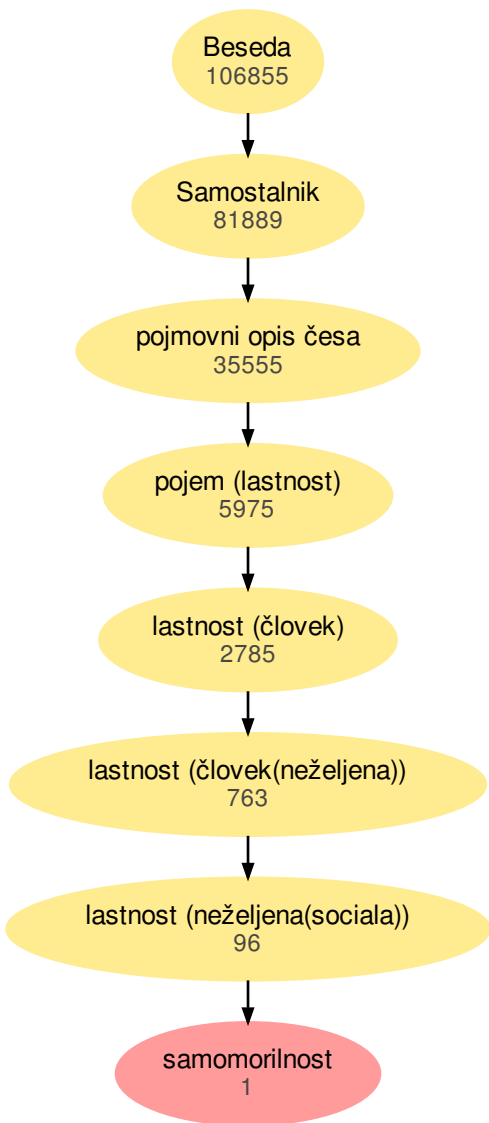 Beseda
106855
Samostalnik
81889
pojmovni opis česa
35555
pojem (lastnost)
5975
lastnost (človek)
2785
lastnost (človek(neželjena))
763
lastnost (neželjena(sociala))
96
samomorilnost
1